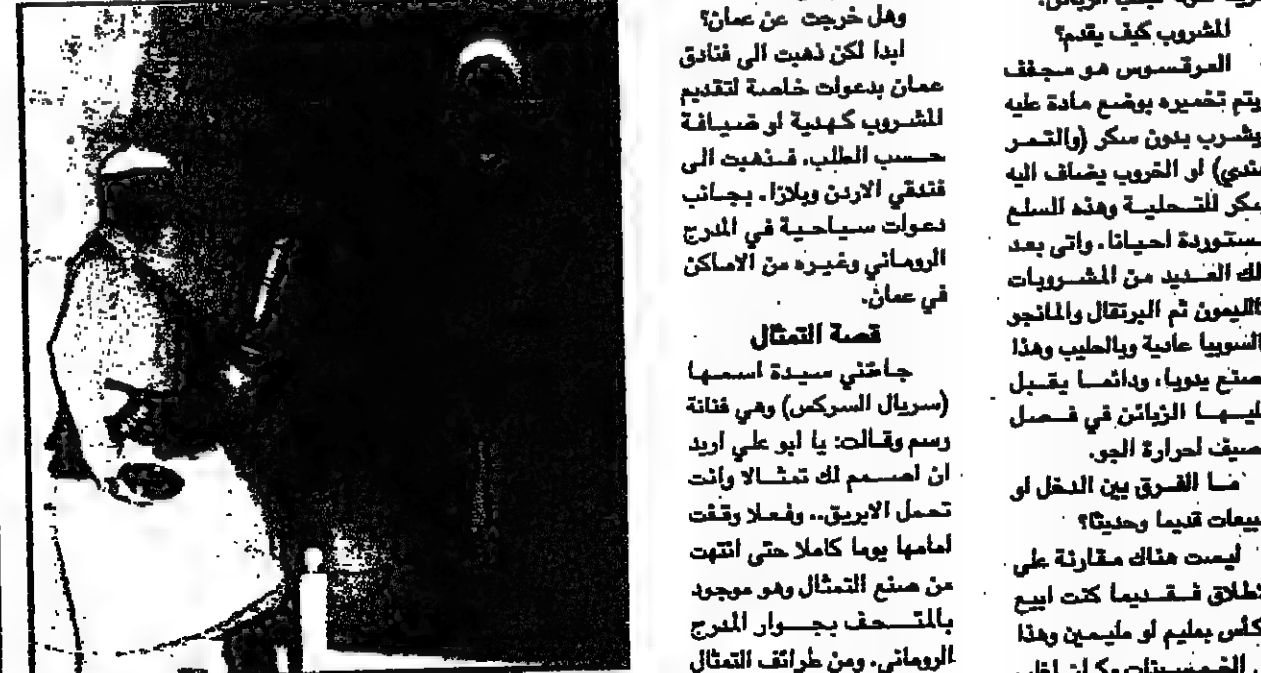 للمشروب كيف يقدم؟
العرقسوس هو مجفف
ويتم تخميره بوضع مادة عليه
ويشرب بدون سكر (والتمر
هندي) او الخروب يضاف اليه
سكر للتحلية وهذه السلع
مستوردة احيانا. واتى بعد
ذلك العديد من المشروبات
كالليمون ثم البرتقال والمانجو
والسوبيا عادية وبالحليب وهذا
يصنع يدويا، ودائما يقبل
عليها الزبائن في فصل
الصيف لحرارة الجو.
ما الفرق بين الدخل او
المبيعات قديما وحديثا؟
ليست هناك مقارنة على
الاطلاق فقديما كنت ابيع
الكأس بمليم او مليمين وهذا
وهل خرجت عن عمان؟
ابدا لكن ذهبت الى فنادق
عمان بدعوات خاصة لتقديم
المشروب كهدية او ضيافة
حسب الطلب، فذهبت الى
فندقي الاردن وبلازا. بجانب
دعوات سياحية في المدرج
الروماني وغيره من الاماكن
في عمان.
قصة التمثال
جاءتني سيدة اسمها
(سريال السركس) وهي فنانة
رسم وقالت: يا ابو علي اريد
ان اصمم لك تمثالا وانت
تحمل الابريق.. وفعلا وقفت
امامها يوما كاملا حتى انتهت
من صنع التمثال وهو موجود
بالمتحف بجوار المدرج
الروماني. ومن طرائف التمثال